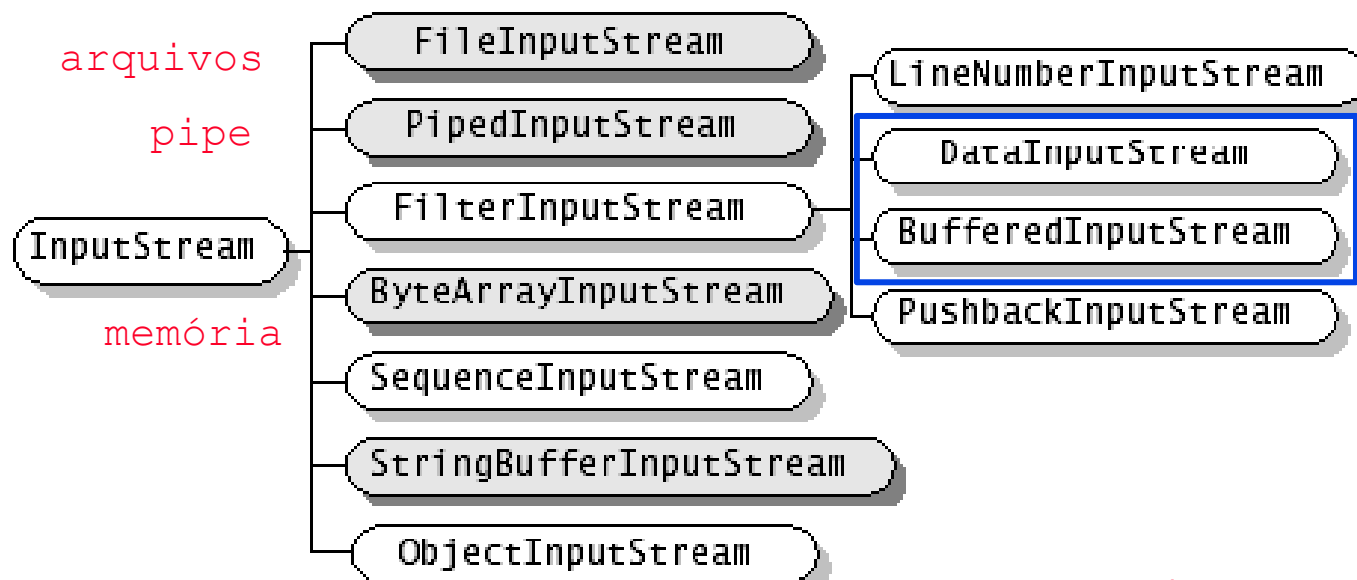 arquivos
pipe
memória
InputStream
FileInputStream
PipedInputStream
FilterInputStream
ByteArrayInputStream
SequenceInputStream
StringBufferInputStream
ObjectInputStream
LineNumberInputStream
DataInputStream
BufferedInputStream
PushbackInputStream